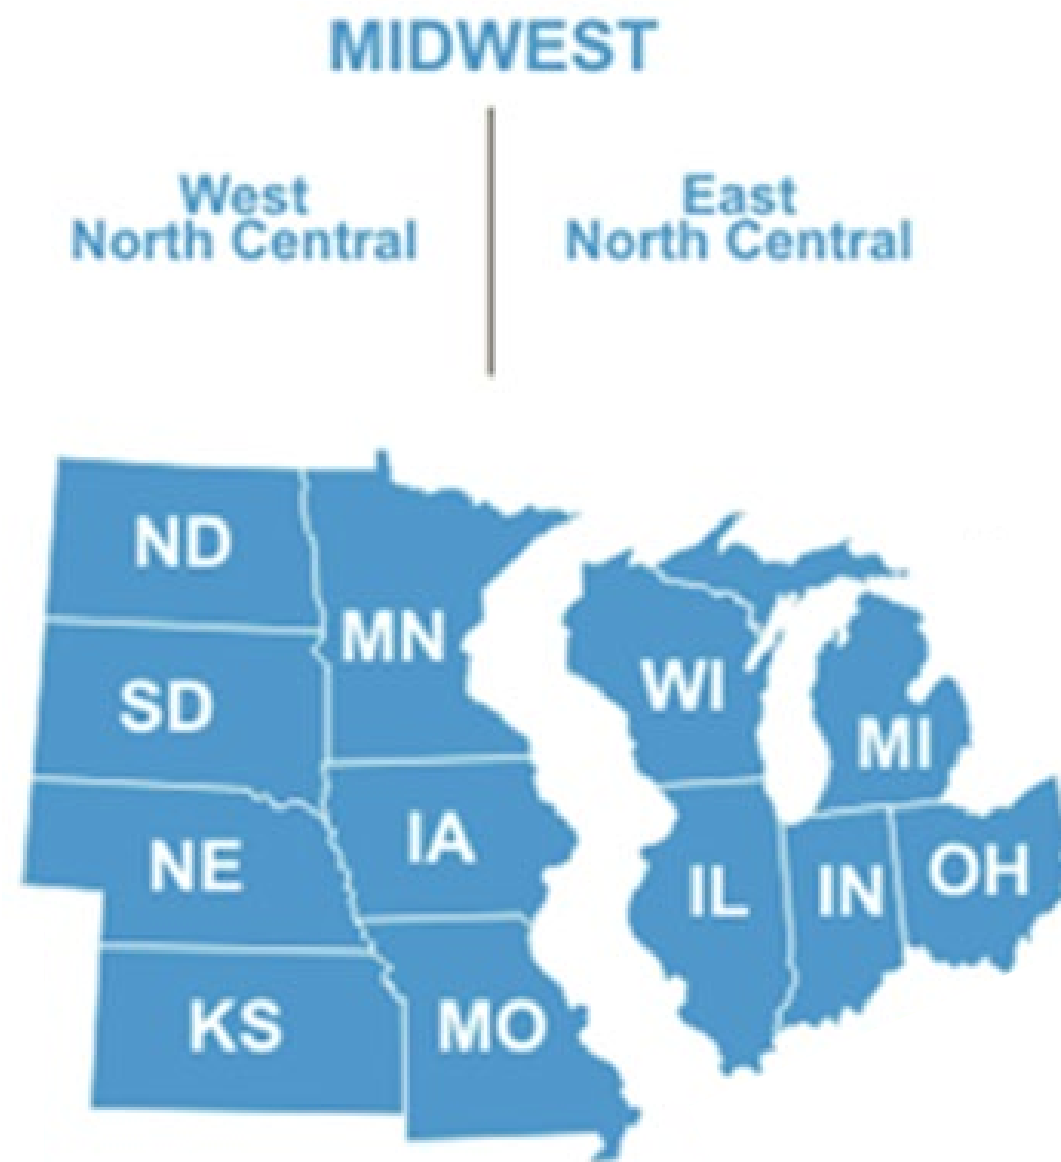 MIDWEST
West
North Central
East
North Central
ND
MN
SD
WI
MI
NE
IA
IL
IN
OH
KS
MO